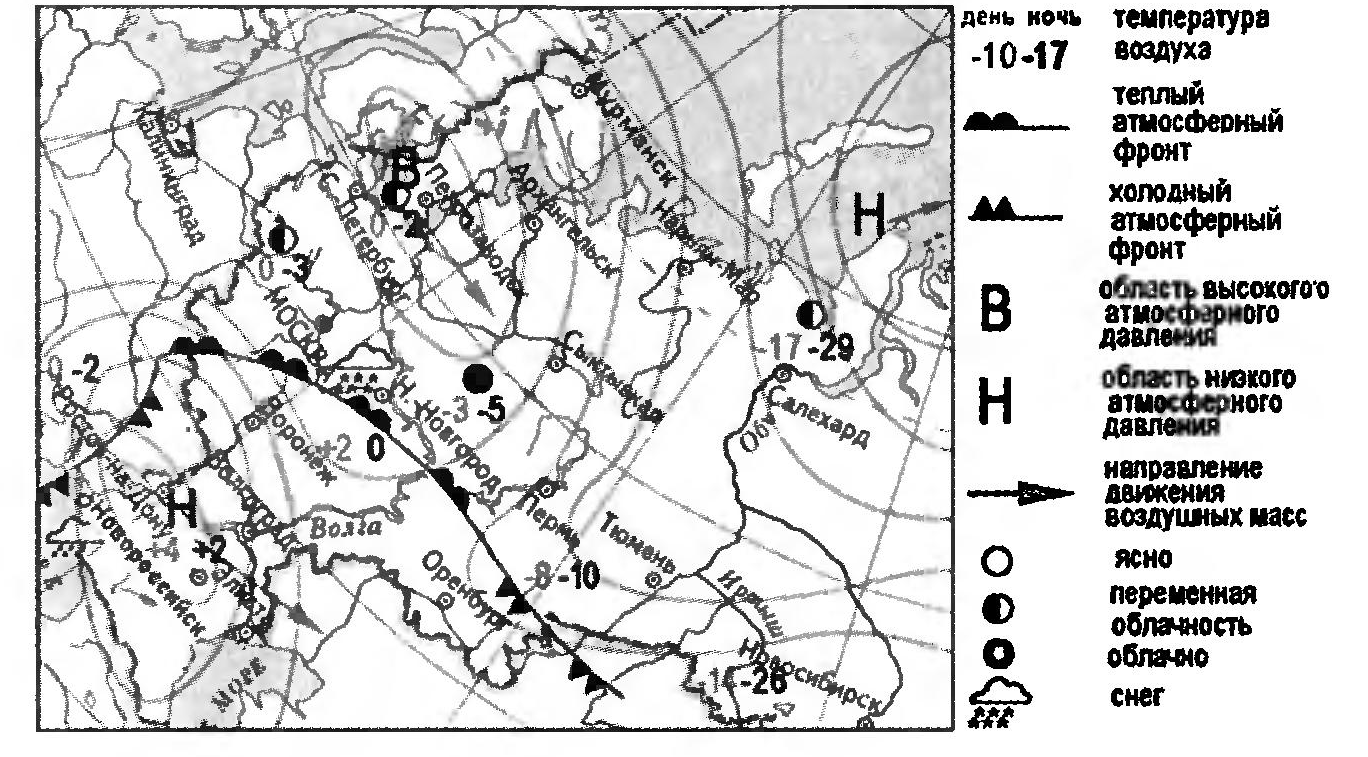 Мурманск
Калининград
В
С.-Петербург
Петрозаводск
Архангельск
Нарьян-Мар
Н
0 -3
-2
МОСКВА
Сыктывкар
-17 -29
Салехард
Обь
0 -2
-3 -5
Н. Новгород
Ростов
на-Дону
Воронеж
+2 0
Волгоград
Н
Волга
Пермь
Тюмень
Иртыш
Оренбург
-8 -10
+2
Элиста
Новороссийск
море
Новосибирск
-26
день ночь температура
-10 -17 воздуха
теплый
атмосферный
фронт
холодный
атмосферный
фронт
В
область высокого
атмосферного
давления
Н
область низкого
атмосферного
давления
направление
движения
воздушных масс
ясно
переменная
облачность
облачно
снег